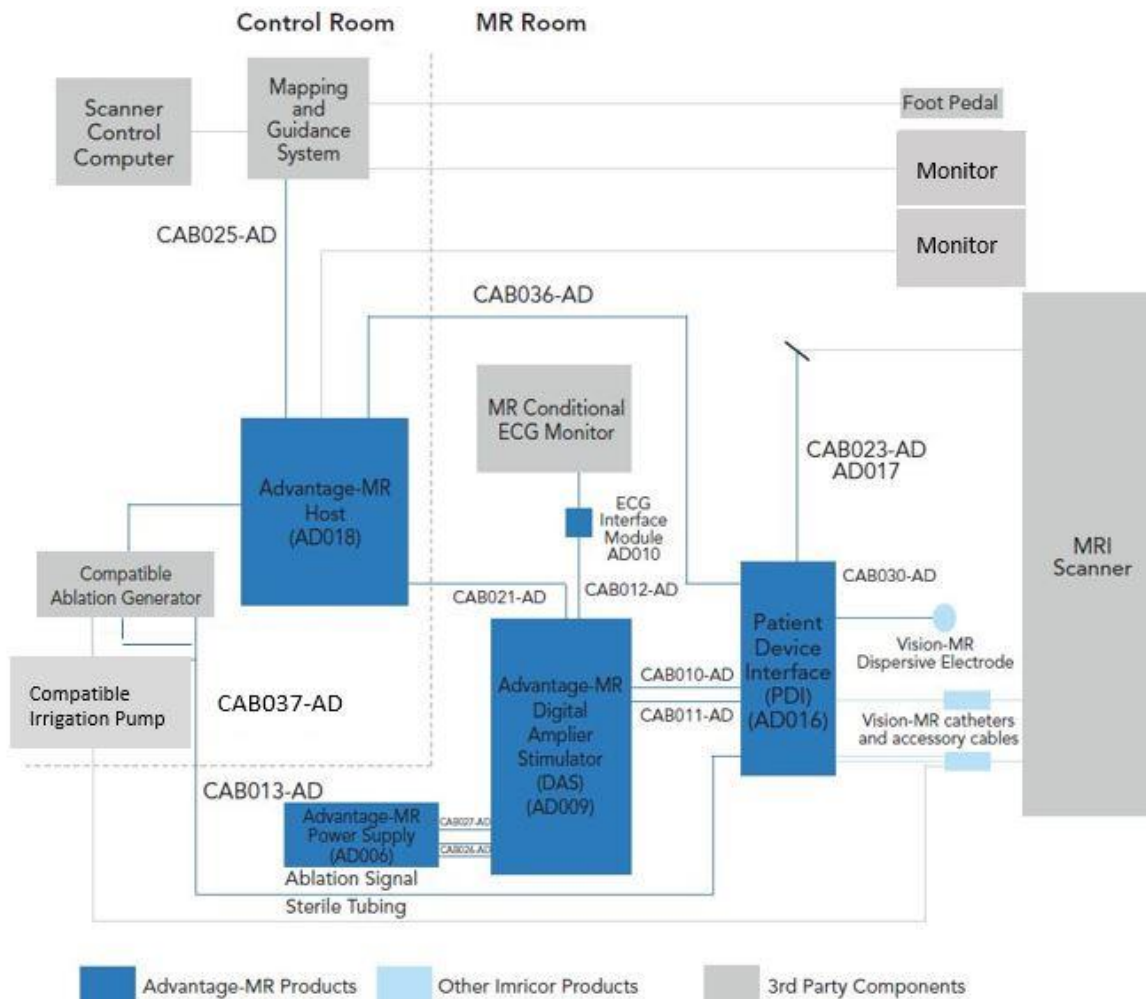 Control Room
MR Room
Scanner
Control
Computer
Mapping
and
Guidance
System
Foot Pedal
Monitor
Monitor
CAB025-AD
CAB036-AD
MR Conditional
ECG Monitor
CAB023-AD
AD017
Advantage-MR
Host
(AD018)
ECG
Interface
Module
AD010
MRI
Scanner
Compatible
Ablation Generator
CAB021-AD
CAB012-AD
CAB030-AD
Patient
Device
Interface
(PDI)
(AD016)
Vision-MR
Dispersive Electrode
Compatible
Irrigation Pump
CAB037-AD
Advantage-MR
Digital
Amplier
Stimulator
(DAS)
(AD009)
CAB010-AD
CAB011-AD
Vision-MR catheters
and accessory cables
CAB013-AD
Advantage-MR
Power Supply
(AD006)
CAB027-AD
CAB026-AD
Ablation Signal
Sterile Tubing
Advantage-MR Products
Other Imricor Products
3rd Party Components